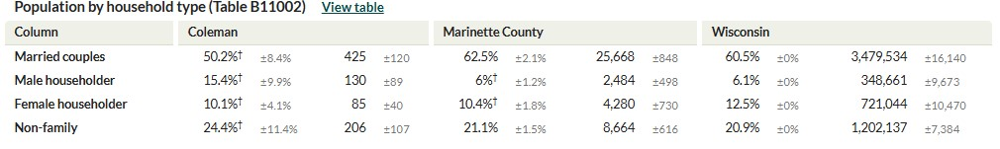 Population by household type (Table B11002) View table
Column Coleman Marinette County Wisconsin
Married couples 50.2%† ±8.4% 425 ±120 62.5% ±2.1% 25,668 ±848 60.5% ±0% 3,479,534 ±16,140
Male householder 15.4%† ±9.9% 130 ±89 6%† ±1.2% 2,484 ±498 6.1% ±0% 348,661 ±9,673
Female householder 10.1%† ±4.1% 85 ±40 10.4%† ±1.8% 4,280 ±730 12.5% ±0% 721,044 ±10,470
Non-family 24.4%† ±11.4% 206 ±107 21.1% ±1.5% 8,664 ±616 20.9% ±0% 1,202,137 ±7,384